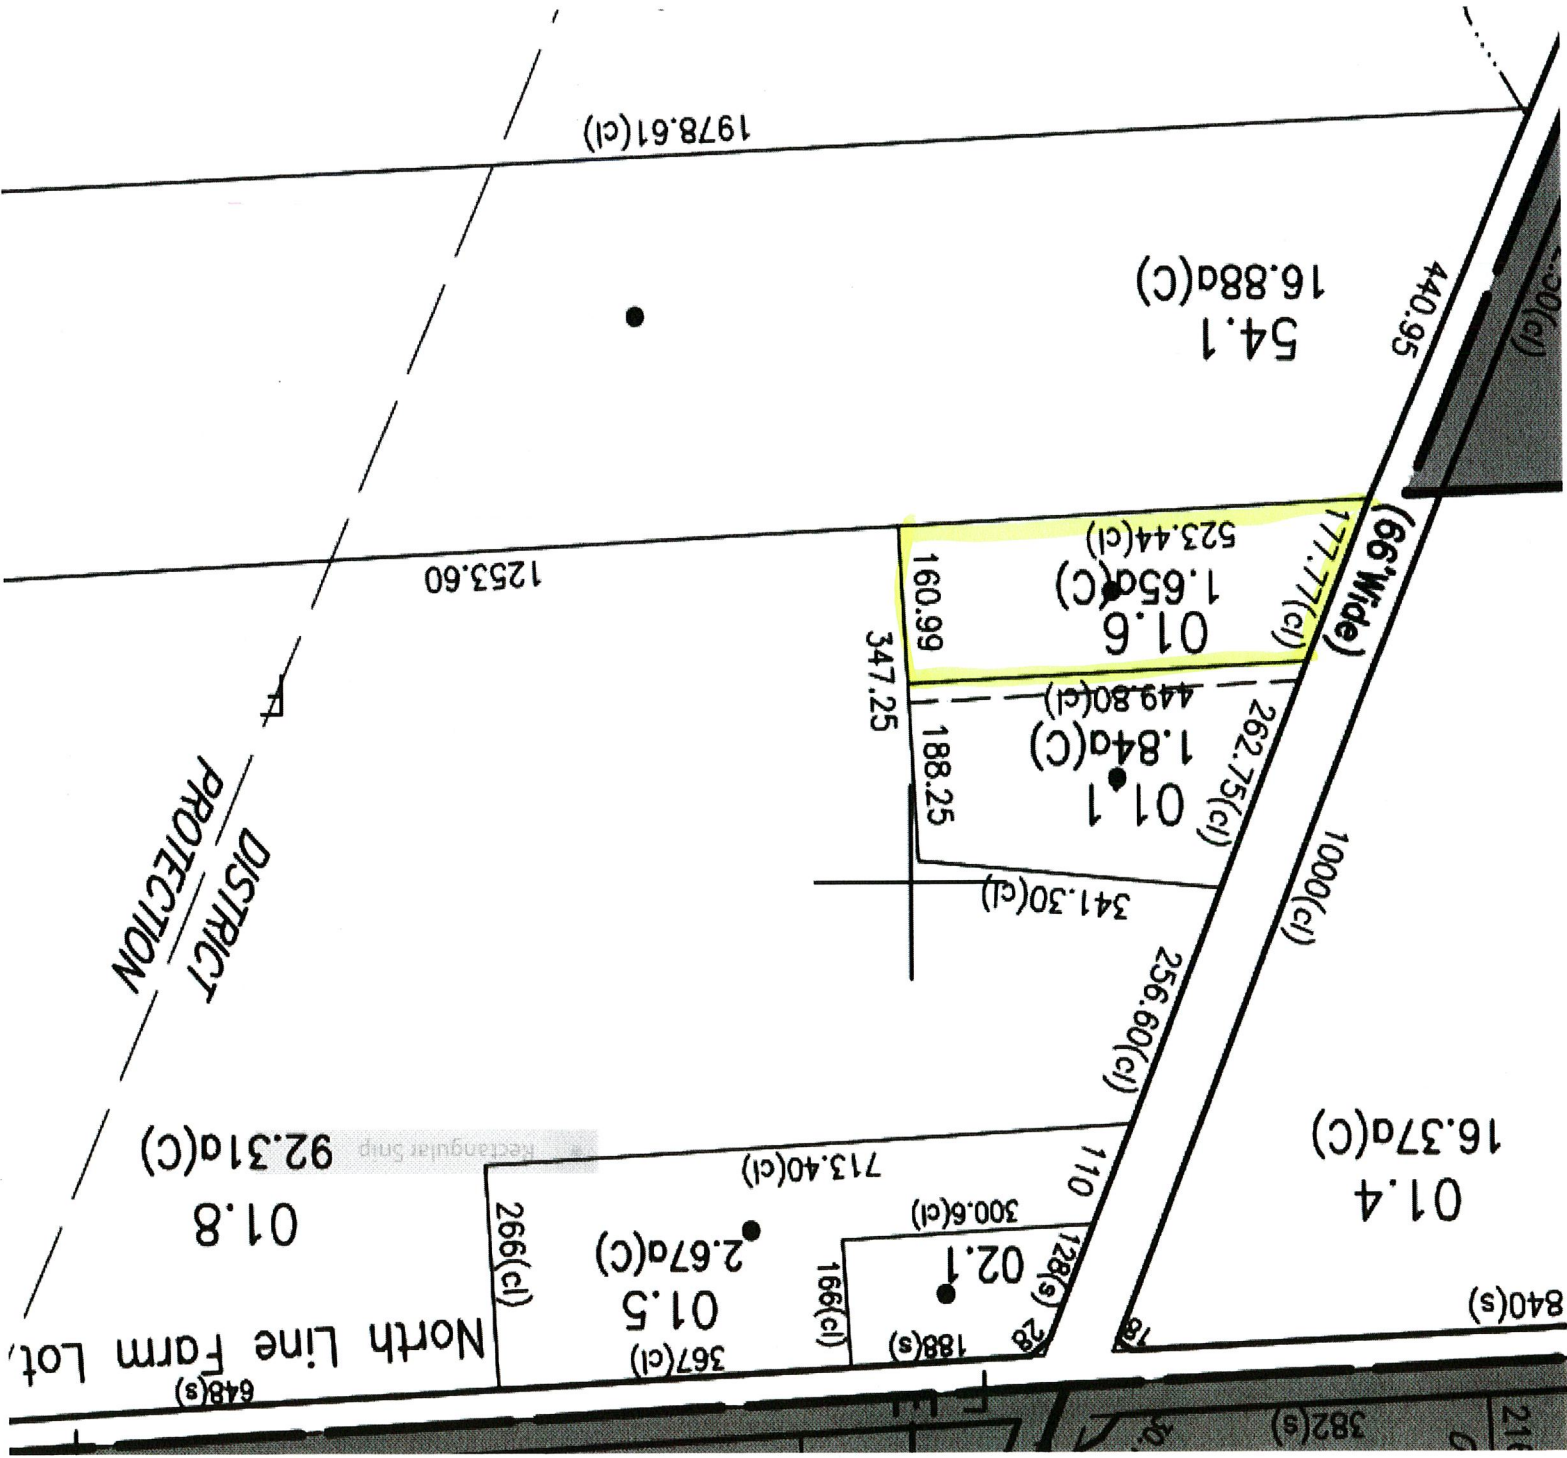 382(s)
840(s)
78
188(s)
28
367(cl)
648(s)
North Line Farm Lot,
01.4
16.37a(C)
02.1
128(s)
300.6(cl)
166(cl)
01.5
2.67a(C)
266(cl)
01.8
92.31a(C)
110
713.40(cl)
Rectangular Snip
256.60(cl)
1000(cl)
DISTRICT
PROTECTION
341.30(cl)
01.1
1.84a(C)
262.75(cl)
188.25
449.80(cl)
347.25
01.6
1.65a(C)
523.44(cl)
177.77(cl)
160.99
(66'Wide)
1253.60
54.1
16.88a(C)
440.95
1978.61(cl)